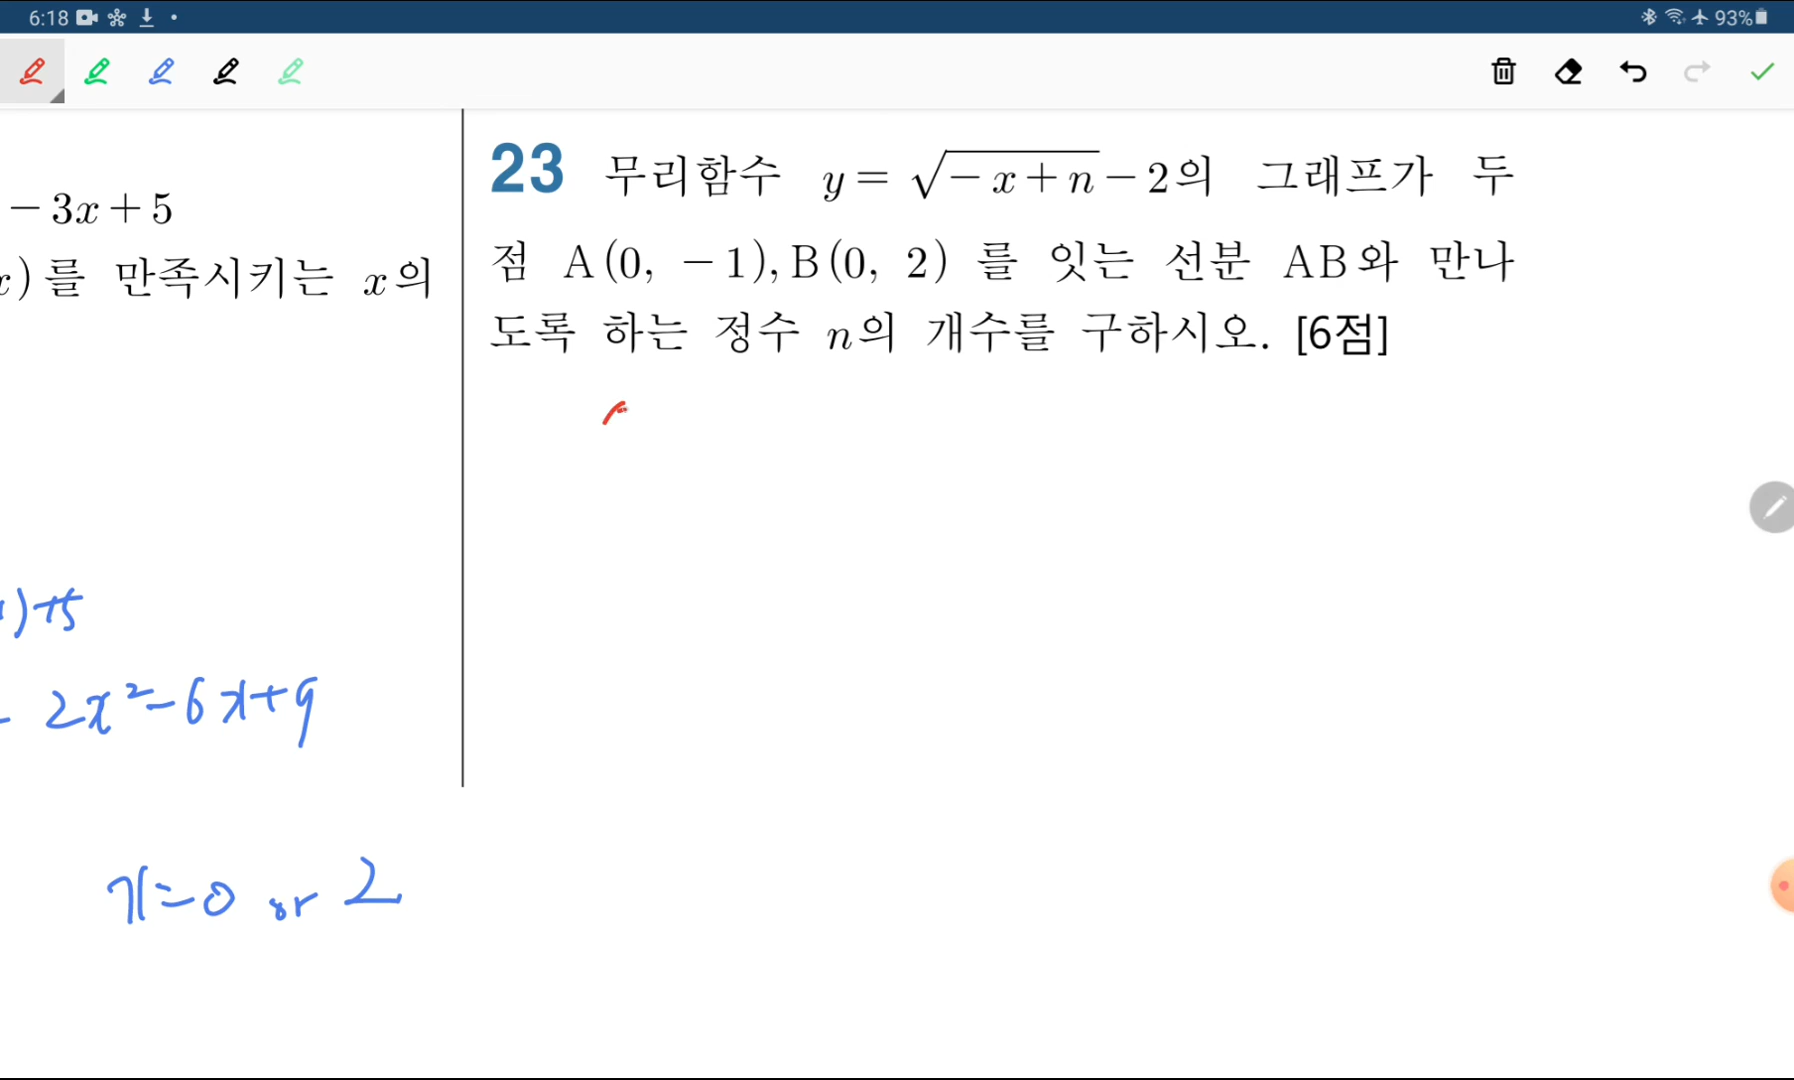 6:18
93%
- 3x + 5
x) 를 만족시키는 x의
) + 5
- 2x² - 6x + 9
x = 0 or 2
23 무리함수 y = √(-x+n) - 2의 그래프가 두
점 A(0, -1), B(0, 2) 를 잇는 선분 AB와 만나
도록 하는 정수 n의 개수를 구하시오. [6점]